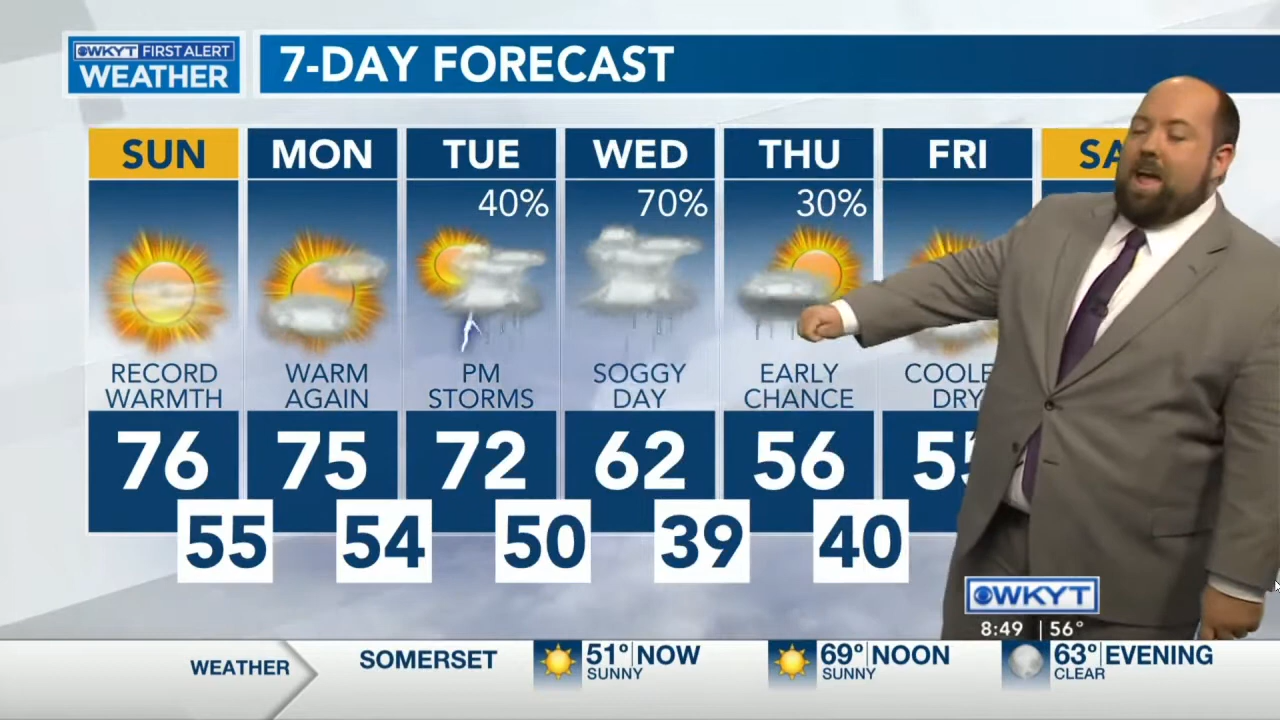 WKYT FIRST ALERT
WEATHER
7-DAY FORECAST
SUN MON TUE WED THU FRI
40% 70% 30%
RECORD WARMTH
WARM AGAIN
PM STORMS
SOGGY DAY
EARLY CHANCE
DRY
76 75 72 62 56
55 54 50 39 40
WKYT
8:49 | 56°
WEATHER
SOMERSET
51° | NOW
SUNNY
69° | NOON
SUNNY
63° | EVENING
CLEAR